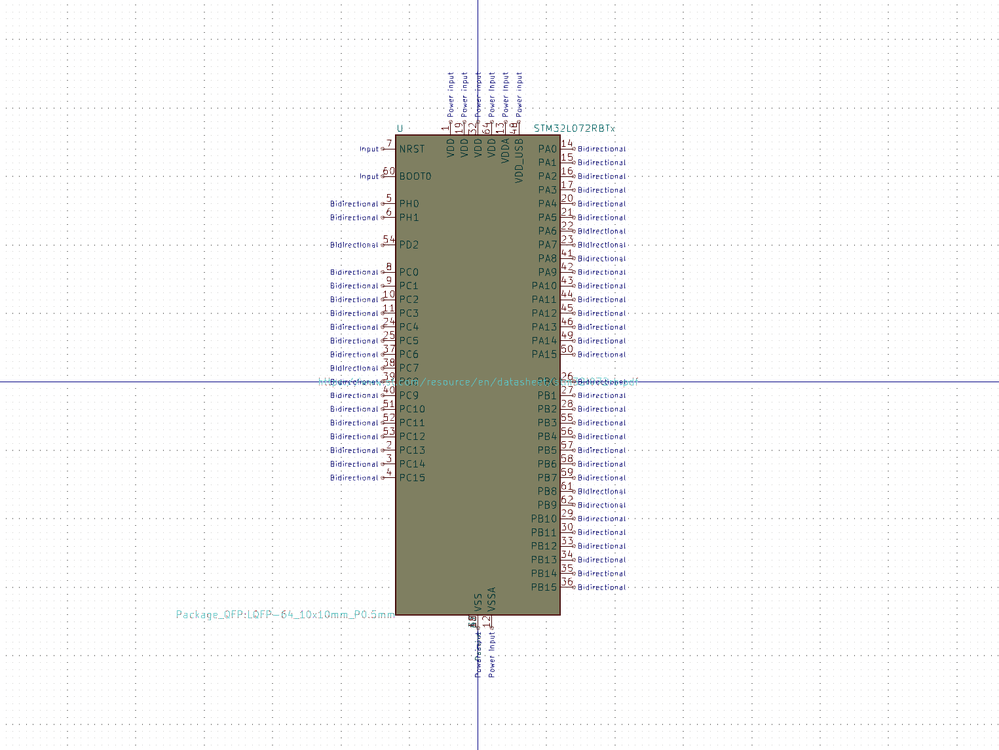 Power Input Power Input Power Input Power Input Power Input Power Input
1 19 32 64 13 48
U STM32L072RBTx
VDD VDD VDD VDD VDDA VDD_USB
Input 7 NRST PA0 14 Bidirectional
PA1 15 Bidirectional
Input 60 BOOT0 PA2 16 Bidirectional
PA3 17 Bidirectional
Bidirectional 5 PH0 PA4 20 Bidirectional
Bidirectional 6 PH1 PA5 21 Bidirectional
PA6 22 Bidirectional
Bidirectional 54 PD2 PA7 23 Bidirectional
PA8 41 Bidirectional
Bidirectional 8 PC0 PA9 42 Bidirectional
Bidirectional 9 PC1 PA10 43 Bidirectional
Bidirectional 10 PC2 PA11 44 Bidirectional
Bidirectional 11 PC3 PA12 45 Bidirectional
Bidirectional 24 PC4 PA13 46 Bidirectional
Bidirectional 25 PC5 PA14 49 Bidirectional
Bidirectional 37 PC6 PA15 50 Bidirectional
Bidirectional 38 PC7
39 26
Bidirectional 40 PC9 PB1 27 Bidirectional
Bidirectional 51 PC10 PB2 28 Bidirectional
Bidirectional 52 PC11 PB3 55 Bidirectional
Bidirectional 53 PC12 PB4 56 Bidirectional
Bidirectional 2 PC13 PB5 57 Bidirectional
Bidirectional 3 PC14 PB6 58 Bidirectional
Bidirectional 4 PC15 PB7 59 Bidirectional
PB8 61 Bidirectional
PB9 62 Bidirectional
PB10 29 Bidirectional
PB11 30 Bidirectional
PB12 33 Bidirectional
PB13 34 Bidirectional
PB14 35 Bidirectional
PB15 36 Bidirectional
VSS VSSA
Package_QFP:LQFP-64_10x10mm_P0.5mm
12
Power Input